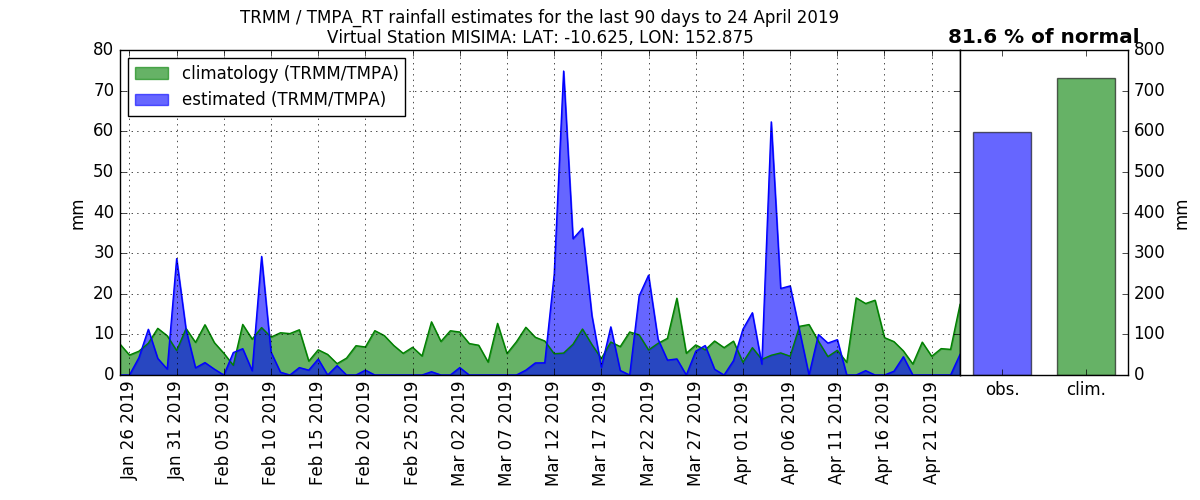 TRMM / TMPA_RT rainfall estimates for the last 90 days to 24 April 2019
Virtual Station MISIMA: LAT: -10.625, LON: 152.875
81.6 % of normal
climatology (TRMM/TMPA)
estimated (TRMM/TMPA)
80
70
60
50
40
30
20
10
0
mm
Jan 26 2019
Jan 31 2019
Feb 05 2019
Feb 10 2019
Feb 15 2019
Feb 20 2019
Feb 25 2019
Mar 02 2019
Mar 07 2019
Mar 12 2019
Mar 17 2019
Mar 22 2019
Mar 27 2019
Apr 01 2019
Apr 06 2019
Apr 11 2019
Apr 16 2019
Apr 21 2019
800
700
600
500
400
300
200
100
0
mm
obs.
clim.